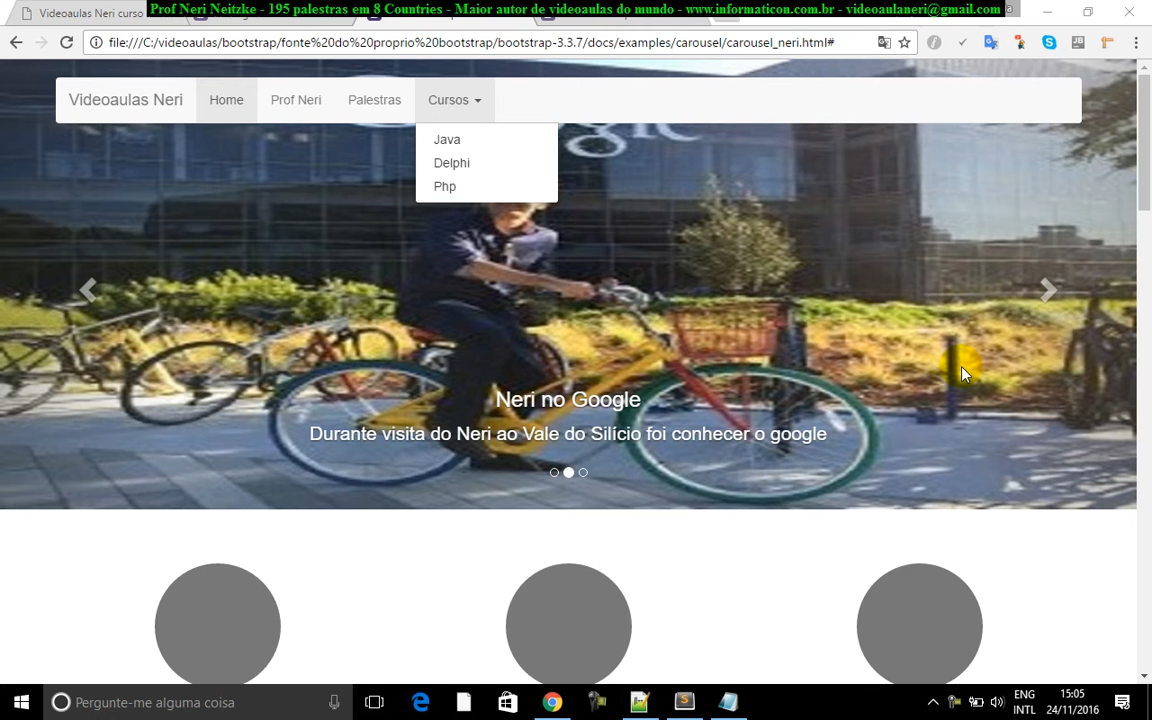 Videoaulas Neri curso
Prof Neri Neitzke - 195 palestras em 8 Countries - Maior autor de videoaulas do mundo - www.informaticon.com.br - videoaulaneri@gmail.com
file:///C:/videoaulas/bootstrap/fonte%20do%20proprio%20bootstrap/bootstrap-3.3.7/docs/examples/carousel/carousel_neri.html#
Videoaulas Neri Home Prof Neri Palestras Cursos
Java
Delphi
Php
Neri no Google
Durante visita do Neri ao Vale do Silício foi conhecer o google
Pergunte-me alguma coisa
ENG 15:05
INTL 24/11/2016